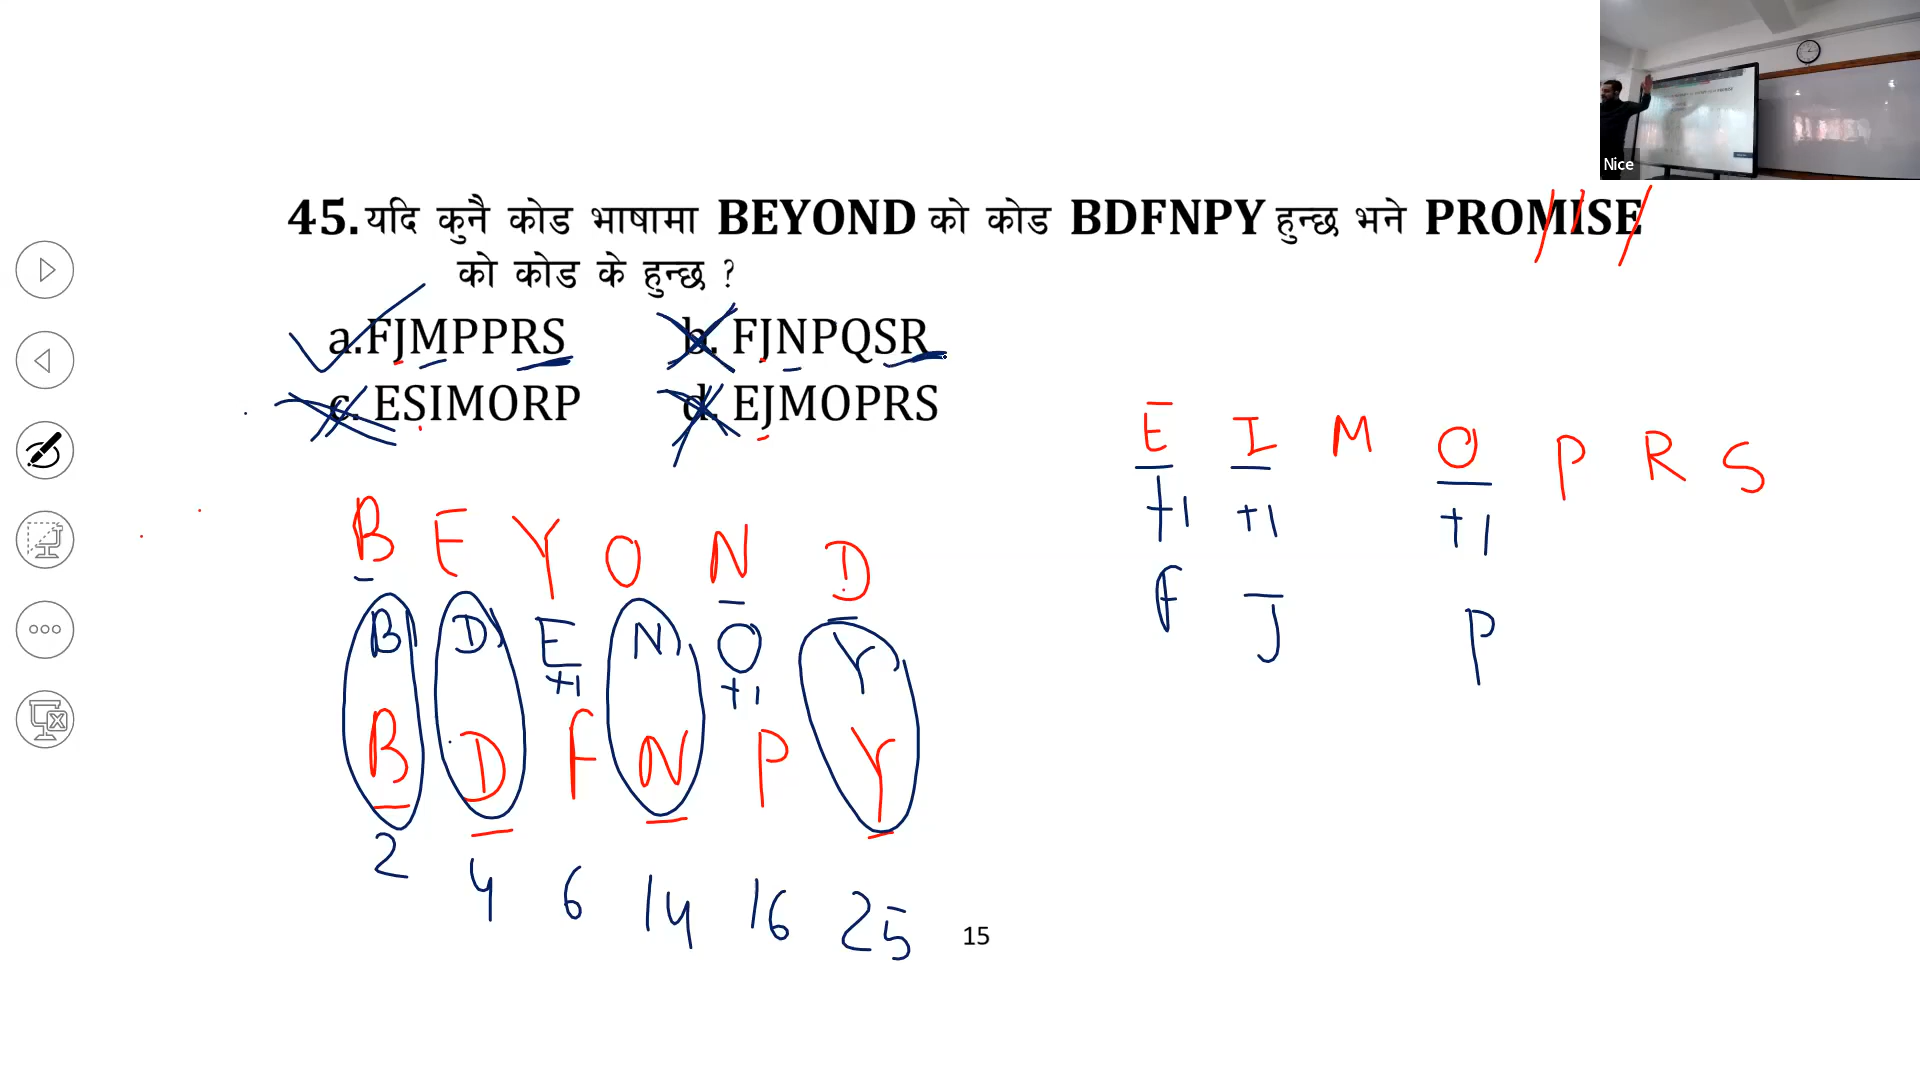 Nice
45.यदि कुनै कोड भाषामा BEYOND को कोड BDFNPY हुन्छ भने PROMISE
को कोड के हुन्छ ?
a.FJMPPRS b. FJNPQSR
c. ESIMORP d. EJMOPRS
E I M O P R S
+1 +1 +1
F J P
B E Y O N D
B D E N O Y
+1 +1
B D F N P Y
2 4 6 14 16 25
15